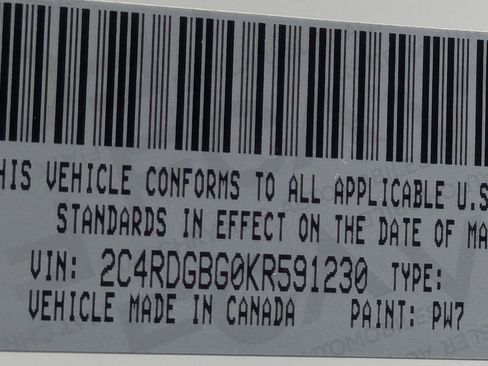 THIS VEHICLE CONFORMS TO ALL APPLICABLE U.S
STANDARDS IN EFFECT ON THE DATE OF MA
VIN: 2C4RDGBG0KR591230 TYPE:
VEHICLE MADE IN CANADA PAINT: PW7